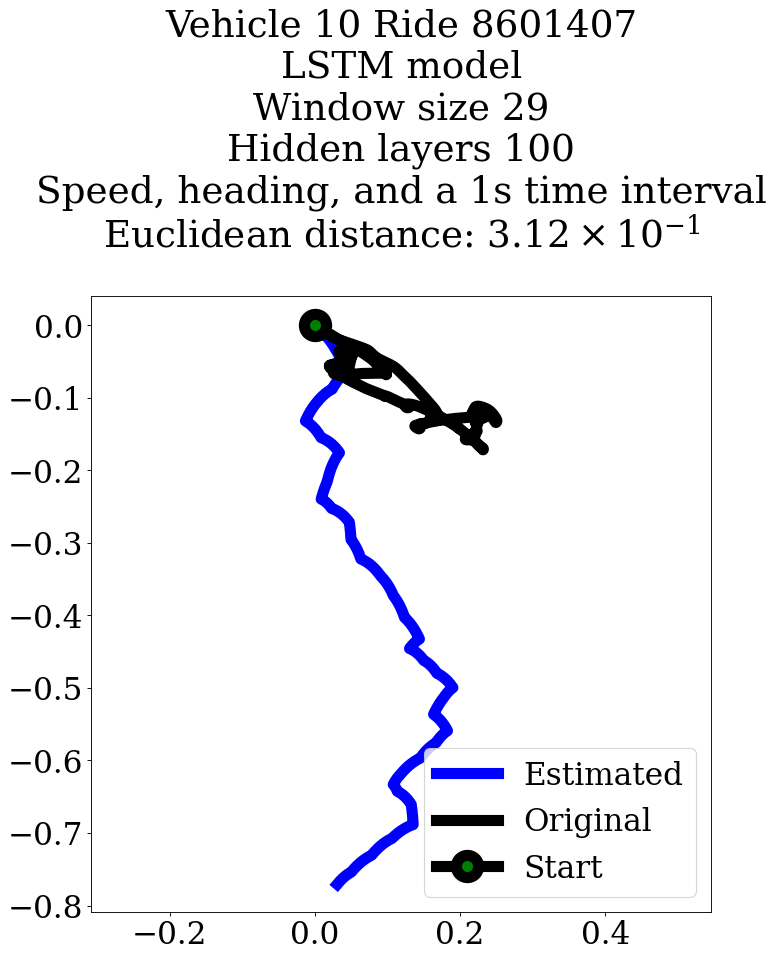 Vehicle 10 Ride 8601407
LSTM model
Window size 29
Hidden layers 100
Speed, heading, and a 1s time interval
Euclidean distance: 3.12 × 10⁻¹
0.0
−0.1
−0.2
−0.3
−0.4
−0.5
−0.6
−0.7
−0.8
Estimated
Original
Start
−0.2 0.0 0.2 0.4